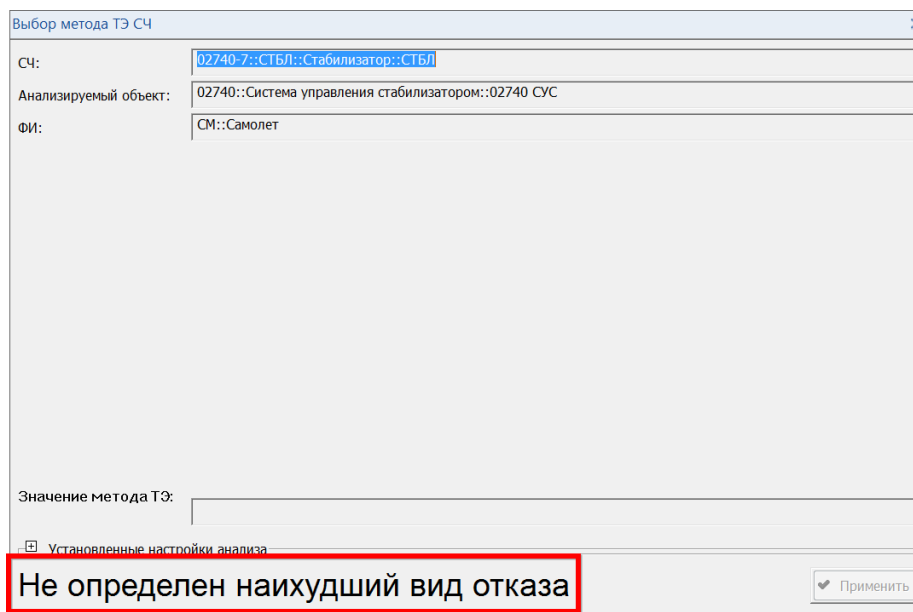 Выбор метода ТЭ СЧ
СЧ: 02740-7::СТБЛ::Стабилизатор::СТБЛ
Анализируемый объект: 02740::Система управления стабилизатором::02740 СУС
ФИ: СМ::Самолет
Значение метода ТЭ:
Установленные настройки анализа
Не определен наихудший вид отказа
Применить